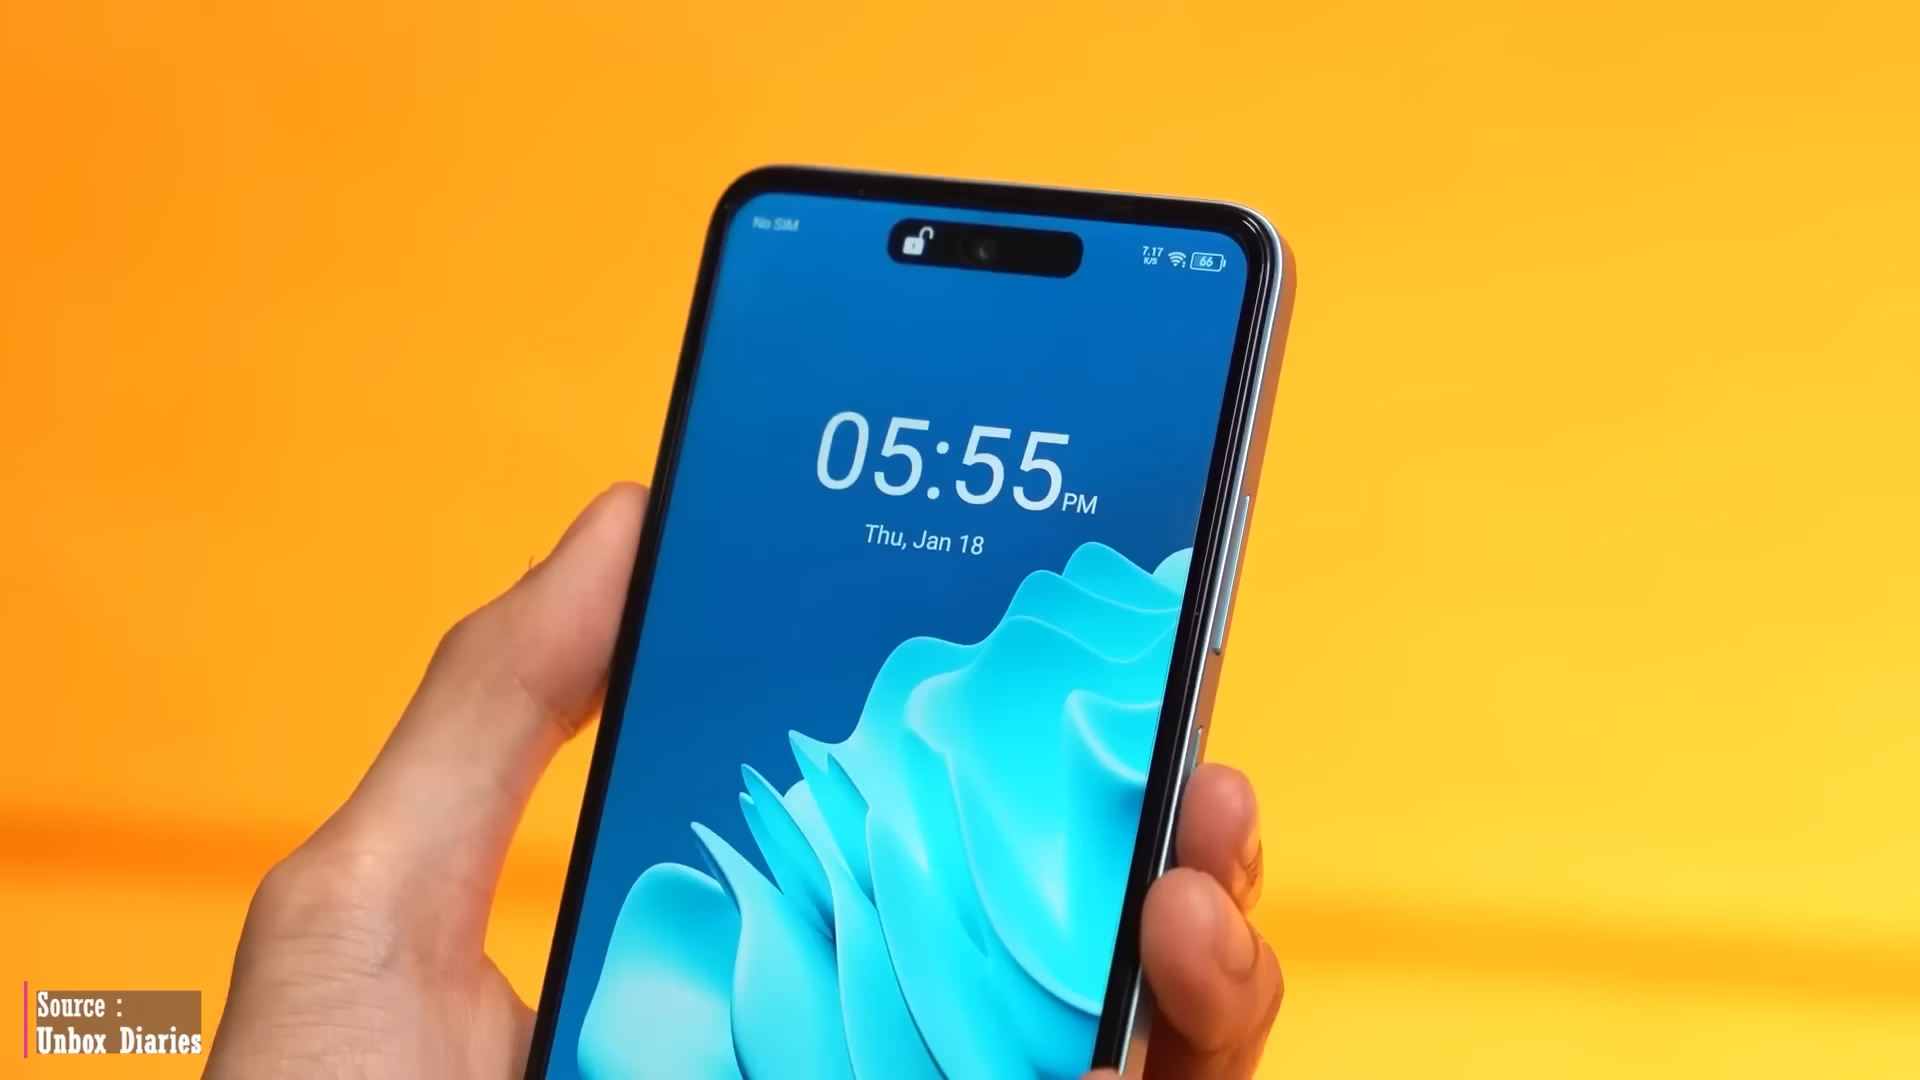 No SIM
7.17
K/S
66
05:55PM
Thu, Jan 18
Source :
Unbox Diaries